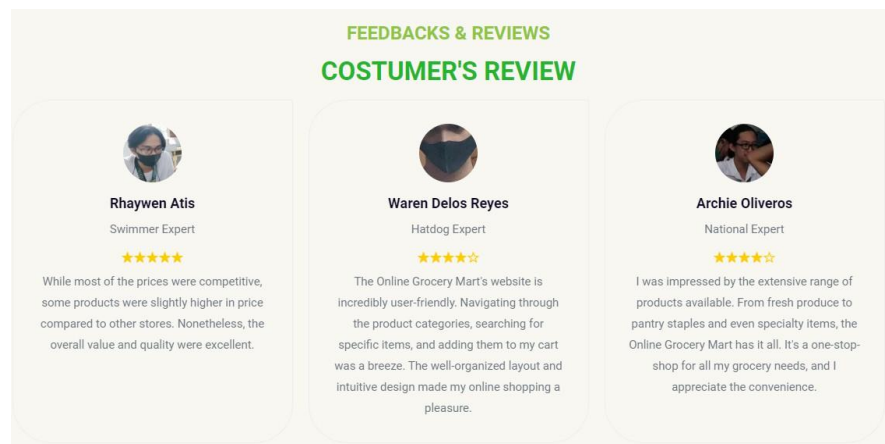 FEEDBACKS & REVIEWS
COSTUMER'S REVIEW
Rhaywen Atis
Swimmer Expert
While most of the prices were competitive,
some products were slightly higher in price
compared to other stores. Nonetheless, the
overall value and quality were excellent.
Waren Delos Reyes
Hatdog Expert
The Online Grocery Mart's website is
incredibly user-friendly. Navigating through
the product categories, searching for
specific items, and adding them to my cart
was a breeze. The well-organized layout and
intuitive design made my online shopping a
pleasure.
Archie Oliveros
National Expert
I was impressed by the extensive range of
products available. From fresh produce to
pantry staples and even specialty items, the
Online Grocery Mart has it all. It's a one-stop-
shop for all my grocery needs, and I
appreciate the convenience.